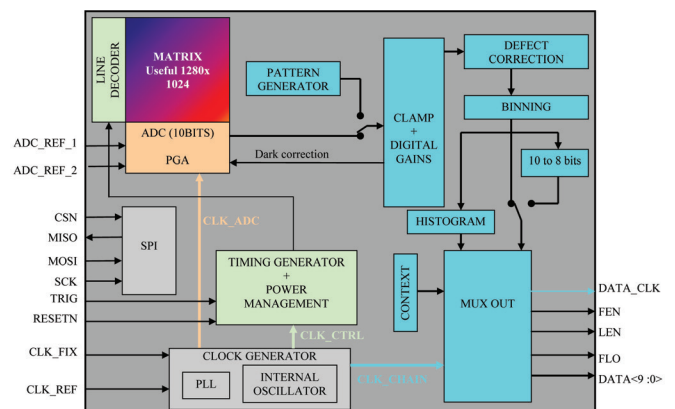 LINE
DECODER
MATRIX
Useful 1280x
1024
ADC (10BITS)
PGA
ADC_REF_1
ADC_REF_2
PATTERN
GENERATOR
Dark correction
CLAMP
+
DIGITAL
GAINS
DEFECT
CORRECTION
BINNING
10 to 8 bits
HISTOGRAM
CLK_ADC
CSN
MISO
MOSI
SCK
SPI
TRIG
RESETN
TIMING GENERATOR
+
POWER
MANAGEMENT
CONTEXT
MUX OUT
DATA_CLK
FEN
LEN
FLO
DATA<9 :0>
CLK_CTRL
CLK_FIX
CLK_REF
CLOCK GENERATOR
PLL
INTERNAL
OSCILLATOR
CLK_CHAIN